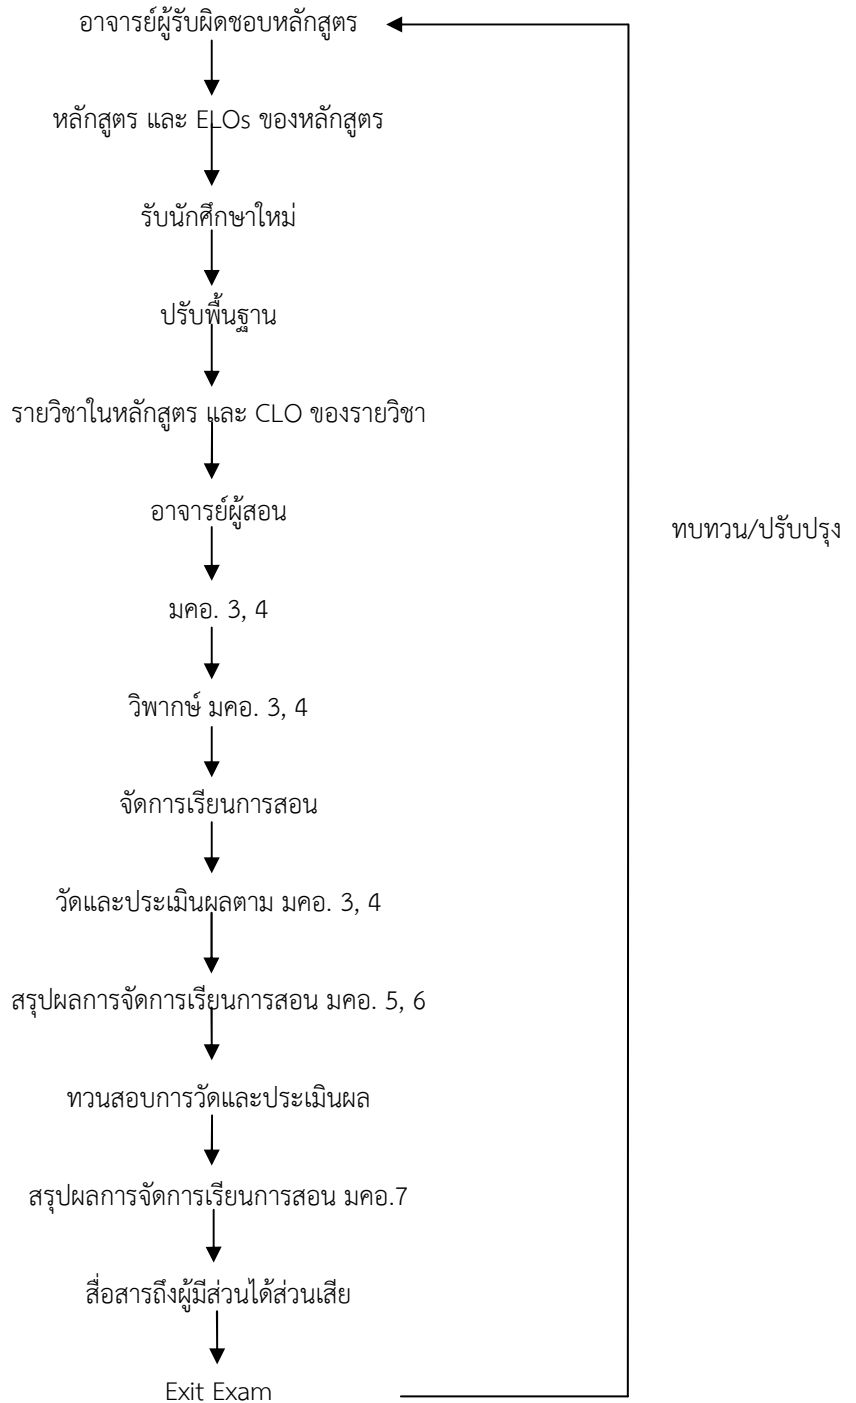 อาจารย์ผู้รับผิดชอบหลักสูตร
หลักสูตร และ ELOs ของหลักสูตร
รับนักศึกษาใหม่
ปรับพื้นฐาน
รายวิชาในหลักสูตร และ CLO ของรายวิชา
อาจารย์ผู้สอน
ทบทวน/ปรับปรุง
มคอ. 3, 4
วิพากษ์ มคอ. 3, 4
จัดการเรียนการสอน
วัดและประเมินผลตาม มคอ. 3, 4
สรุปผลการจัดการเรียนการสอน มคอ. 5, 6
ทวนสอบการวัดและประเมินผล
สรุปผลการจัดการเรียนการสอน มคอ.7
สื่อสารถึงผู้มีส่วนได้ส่วนเสีย
Exit Exam